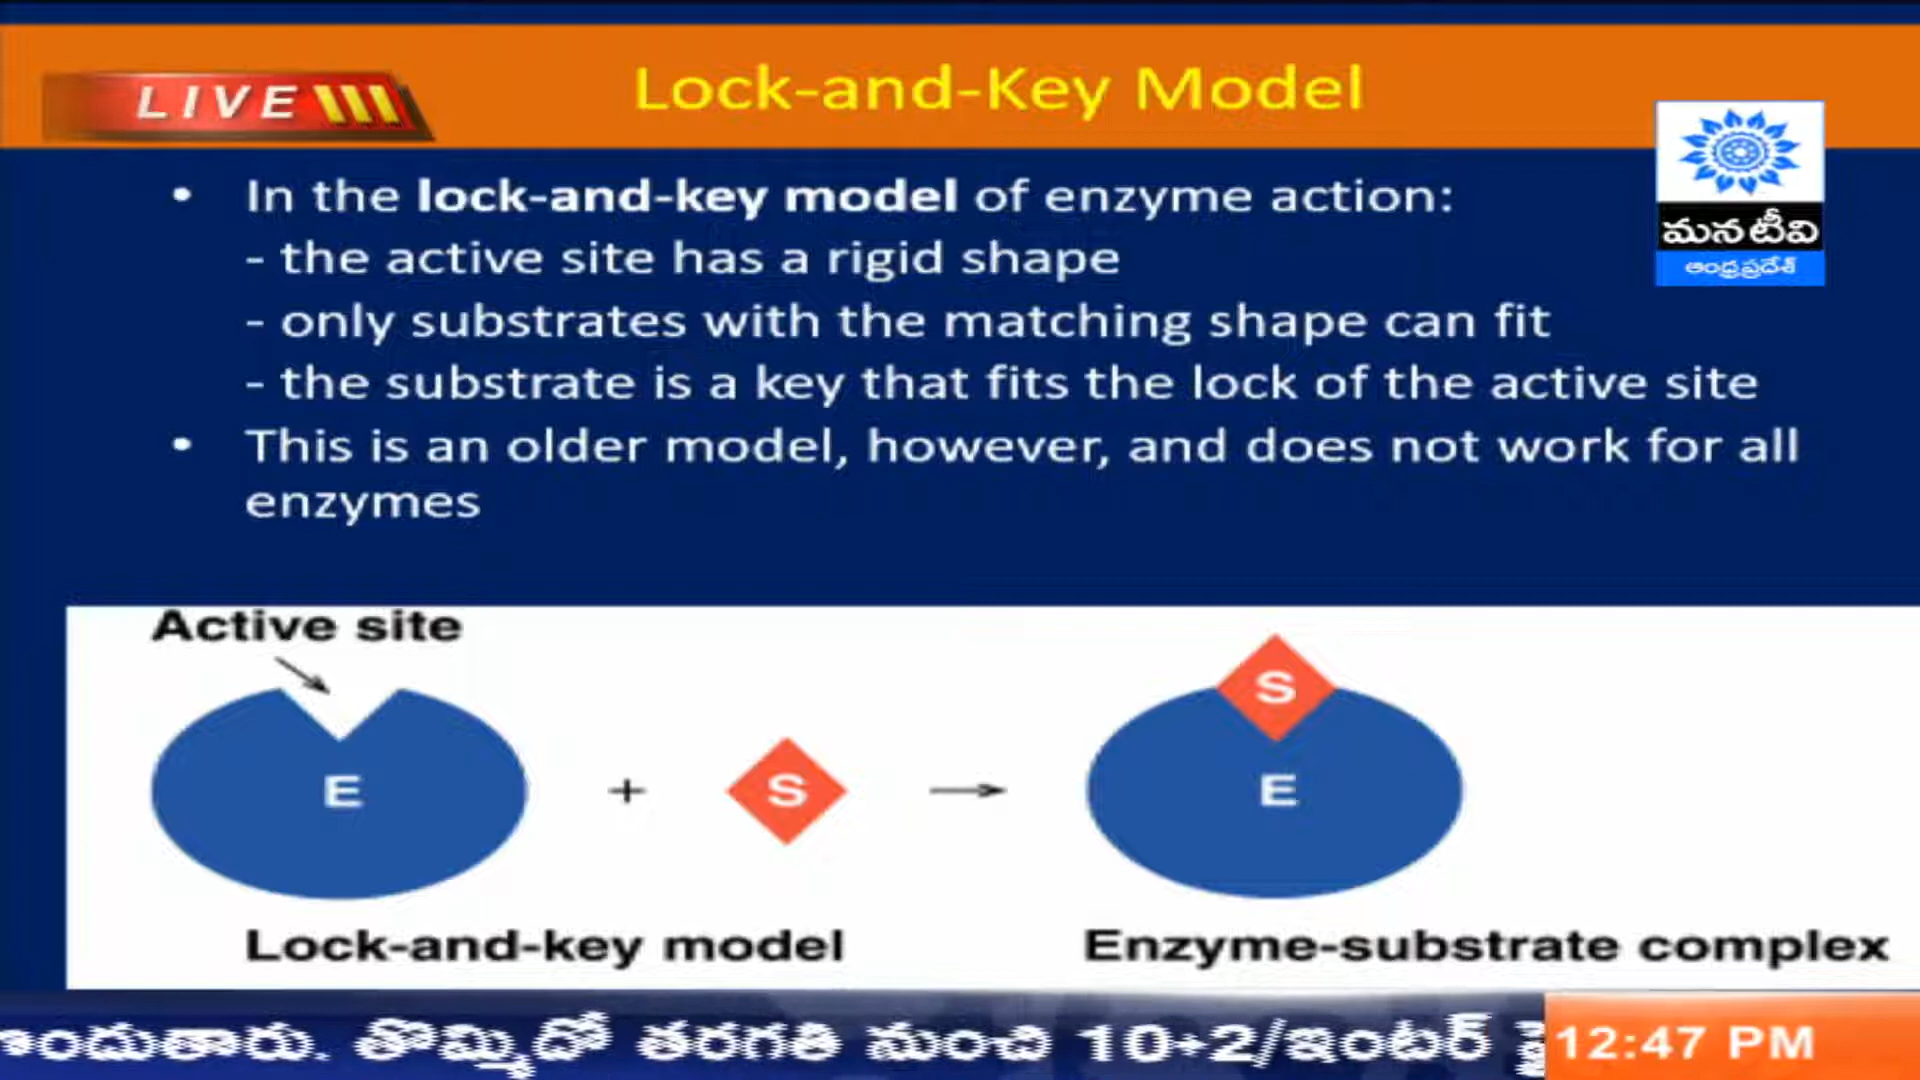 Lock-and-Key Model
LIVE
మన టీవి
ఆంధ్రప్రదేశ్
• In the lock-and-key model of enzyme action:
- the active site has a rigid shape
- only substrates with the matching shape can fit
- the substrate is a key that fits the lock of the active site
• This is an older model, however, and does not work for all
enzymes
Active site
E + S → S E
Lock-and-key model
Enzyme-substrate complex
తొమ్మిదో తరగతి నుంచి 10+2/ఇంటర్
12:47 PM